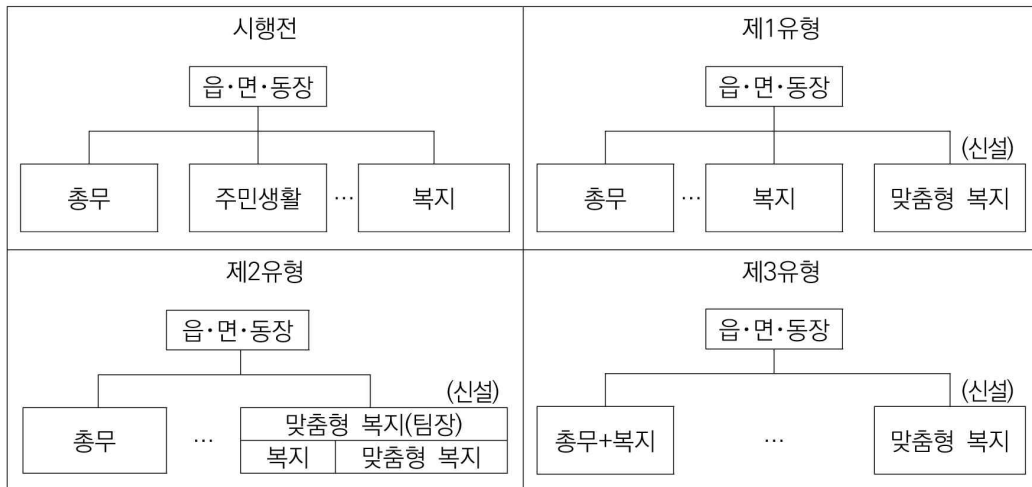 시행전
읍·면·동장
총무
주민생활
…
복지
제1유형
읍·면·동장
(신설)
총무
…
복지
맞춤형 복지
제2유형
읍·면·동장
(신설)
총무
…
맞춤형 복지(팀장)
복지
맞춤형 복지
제3유형
읍·면·동장
(신설)
총무+복지
…
맞춤형 복지